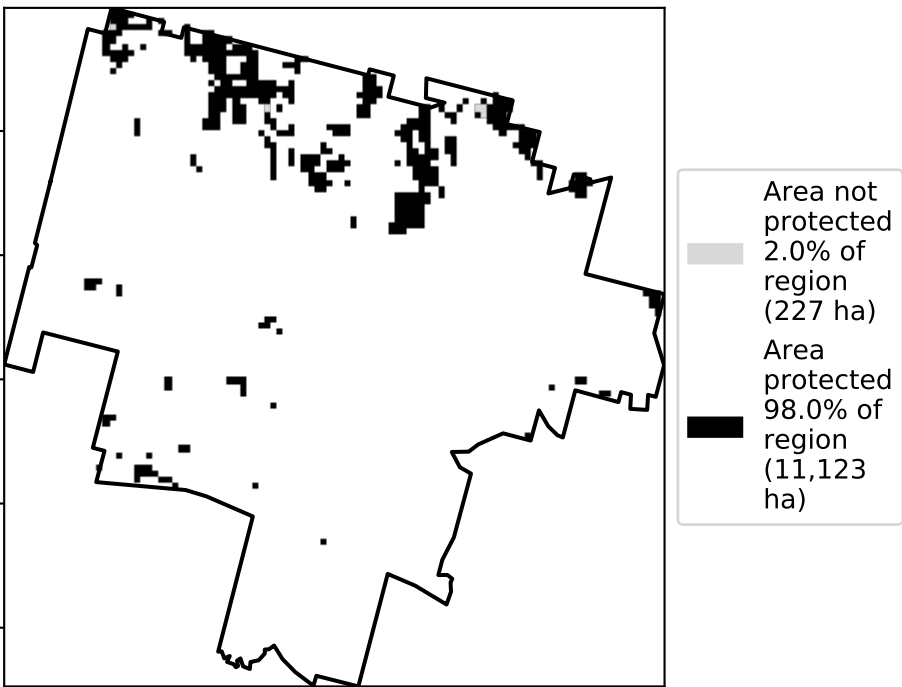 Area not
protected
2.0% of
region
(227 ha)
Area
protected
98.0% of
region
(11,123
ha)